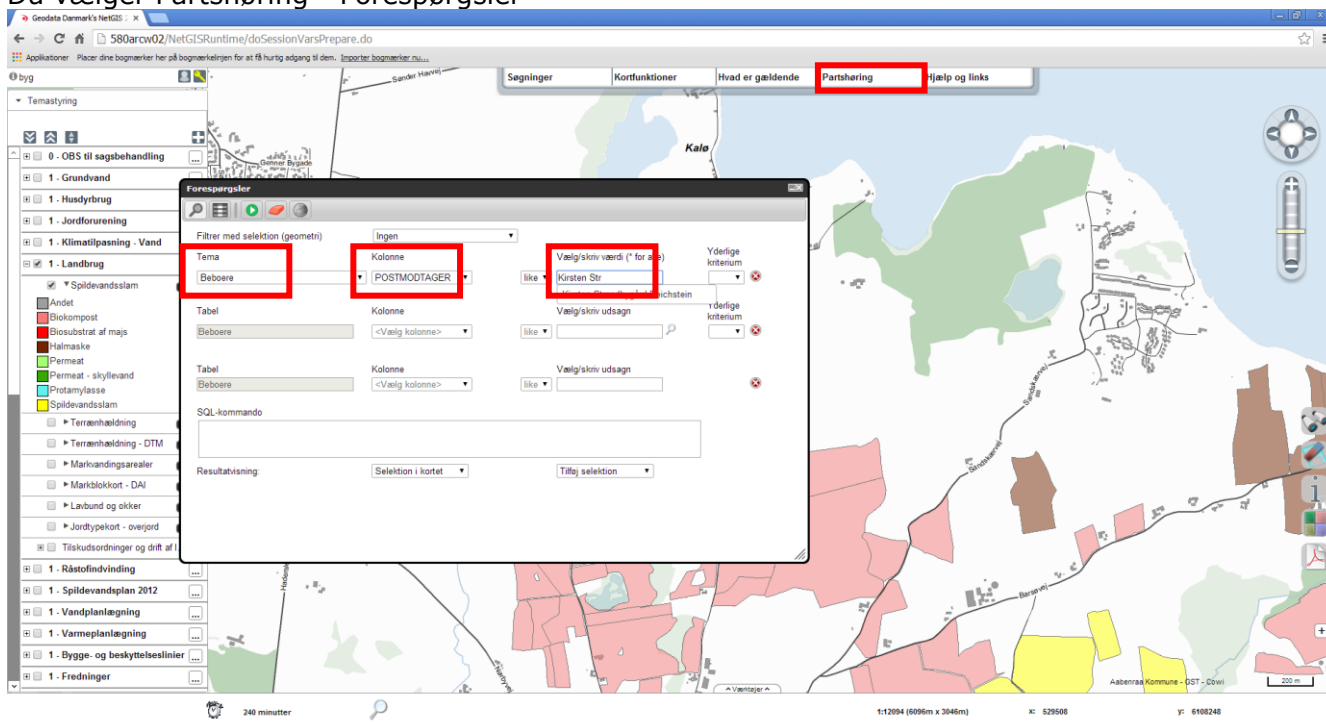 Du vælger Partshøring – Forespørgsler
Geodata Danmark's NetGIS
580arcw02/NetGISRuntime/doSessionVarsPrepare.do
Applikationer Placer dine bogmærker her på bogmærkelinjen for at få hurtig adgang til dem. Importer bogmærker nu...
byg
Søgninger Kortfunktioner Hvad er gældende Partshøring Hjælp og links
Temastyring
0 - OBS til sagsbehandling
1 - Grundvand
1 - Husdyrbrug
1 - Jordforurening
1 - Klimatilpasning - Vand
1 - Landbrug
Spildevandsslam
Andet
Biokompost
Biosubstrat af majs
Halmaske
Permeat
Permeat - skyllevand
Protamylasse
Spildevandsslam
Terrænhældning
Terrænhældning - DTM
Markvandingsarealer
Markblokkort - DAI
Lavbund og okker
Jordtypekort - overjord
Tilskudsordninger og drift af l
1 - Råstofindvinding
1 - Spildevandsplan 2012
1 - Vandplanlægning
1 - Varmeplanlægning
1 - Bygge- og beskyttelseslinier
1 - Fredninger
Forespørgsler
Filtrer med selektion (geometri) Ingen
Tema Kolonne Vælg/skriv værdi (* for alle) Yderlige kriterium
Beboere POSTMODTAGER like Kirsten Str
Tabel Kolonne Vælg/skriv udsagn Yderlige kriterium
Beboere <Vælg kolonne> like
Tabel Kolonne Vælg/skriv udsagn
Beboere <Vælg kolonne> like
SQL-kommando
Resultatvisning: Selektion i kortet Tilføj selektion
Sønder Havvej
Genner Bygade
Kalø
Sandskærvej
Sandskærvej
Barsøvej
Værktøjer
Aabenraa Kommune - GST - Cowi
200 m
240 minutter
1:12094 (6096m x 3046m) x: 529508 y: 6108248